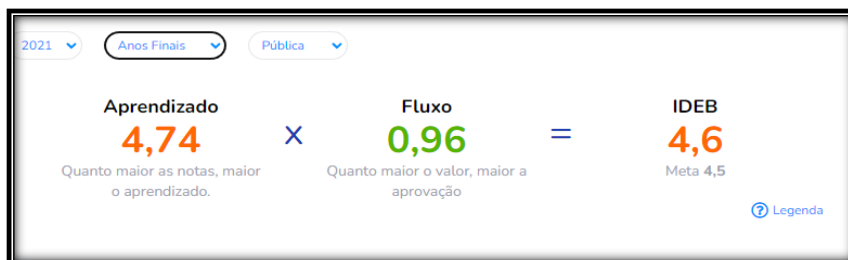 2021 Anos Finais Pública
Aprendizado Fluxo IDEB
4,74 x 0,96 = 4,6
Quanto maior as notas, maior Quanto maior o valor, maior a Meta 4,5
o aprendizado. aprovação
Legenda